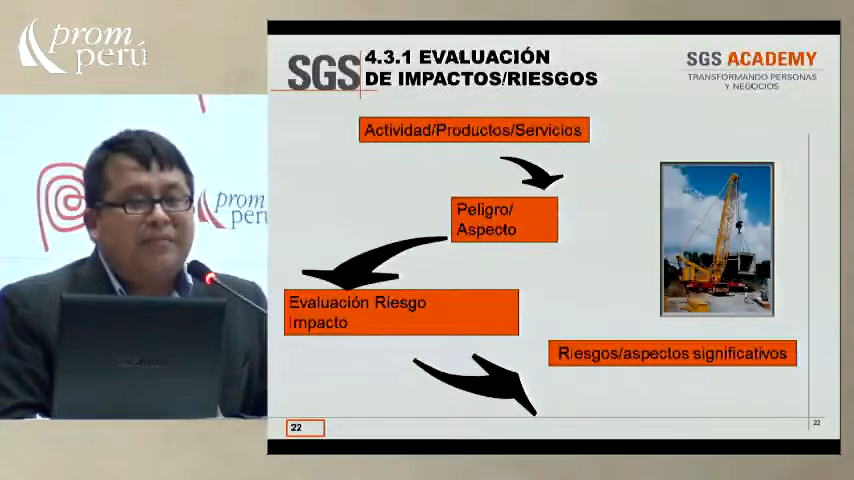 prom
perú
prom
perú
SGS
4.3.1 EVALUACIÓN
DE IMPACTOS/RIESGOS
SGS ACADEMY
TRANSFORMANDO PERSONAS
Y NEGOCIOS
Actividad/Productos/Servicios
Peligro/
Aspecto
Evaluación Riesgo
Impacto
Riesgos/aspectos significativos
22
22